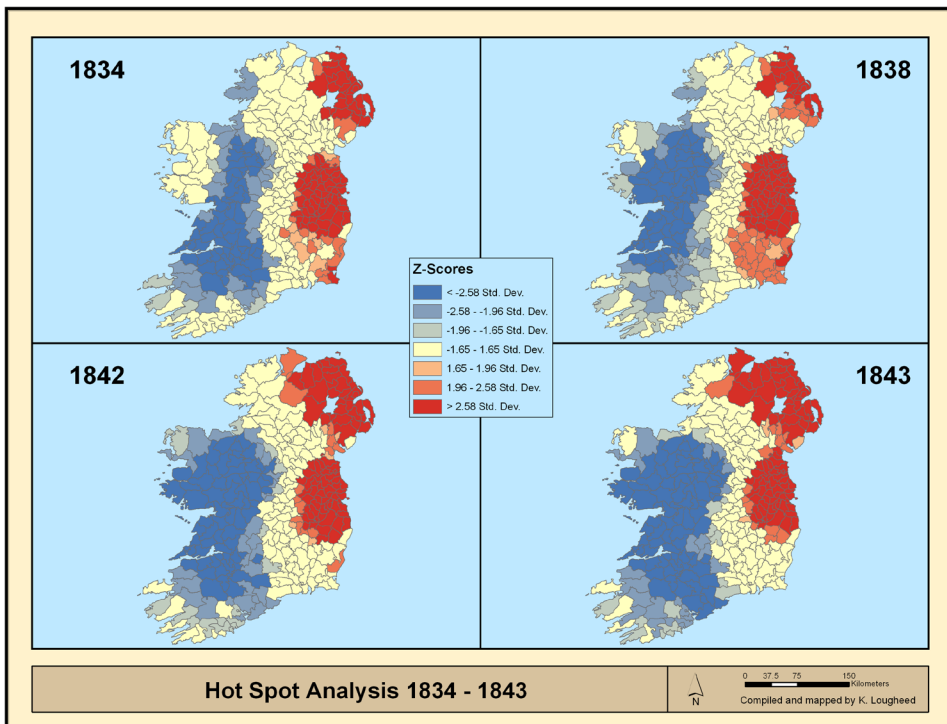 1834
1838
Z-Scores
< -2.58 Std. Dev.
-2.58 - -1.96 Std. Dev.
-1.96 - -1.65 Std. Dev.
-1.65 - 1.65 Std. Dev.
1.65 - 1.96 Std. Dev.
1.96 - 2.58 Std. Dev.
> 2.58 Std. Dev.
1842
1843
Hot Spot Analysis 1834 - 1843
N
0 37.5 75 150
Kilometers
Compiled and mapped by K. Lougheed